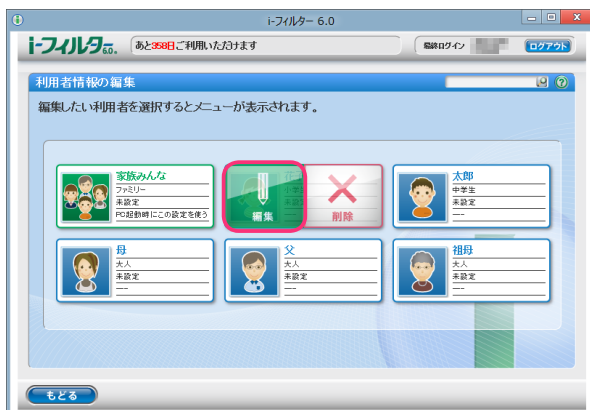 i-フィルター 6.0
i-フィルター6.0. あと358日ご利用いただけます 最終ログイン ログアウト
利用者情報の編集
編集したい利用者を選択するとメニューが表示されます。
家族みんな
ファミリー
未設定
PC起動時にこの設定を使う
編集
削除
太郎
中学生
未設定
---
母
大人
未設定
---
父
大人
未設定
---
祖母
大人
未設定
---
もどる